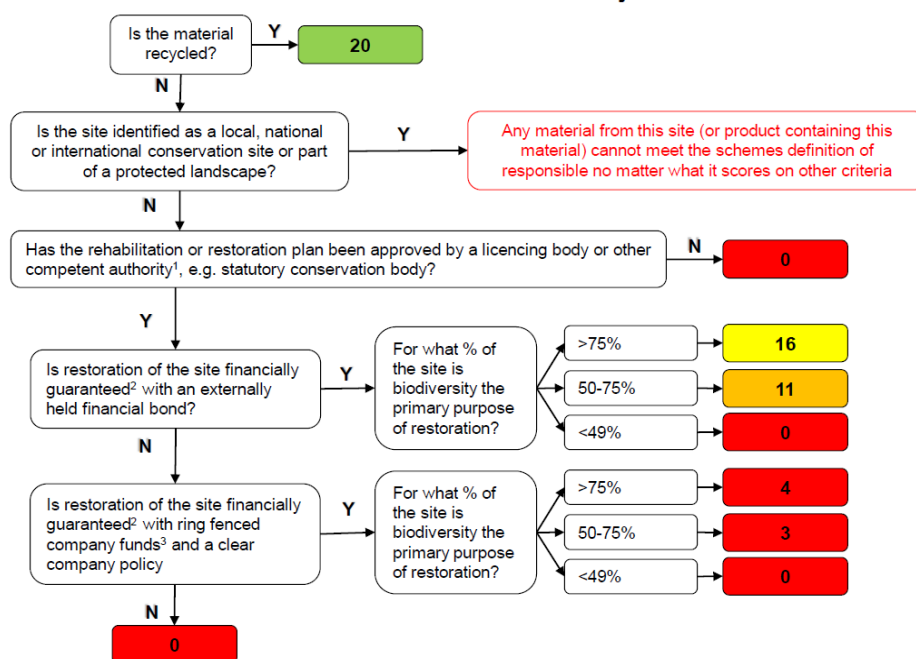 Is the material
recycled?
Y
20
N
Is the site identified as a local, national
or international conservation site or part
of a protected landscape?
Y
Any material from this site (or product containing this
material) cannot meet the schemes definition of
responsible no matter what it scores on other criteria
N
Has the rehabilitation or restoration plan been approved by a licencing body or other
competent authority¹, e.g. statutory conservation body?
N
0
Y
Is restoration of the site financially
guaranteed² with an externally
held financial bond?
Y
For what % of
the site is
biodiversity the
primary purpose
of restoration?
>75%
16
50-75%
11
<49%
0
N
Is restoration of the site financially
guaranteed² with ring fenced
company funds³ and a clear
company policy
Y
For what % of
the site is
biodiversity the
primary purpose
of restoration?
>75%
4
50-75%
3
<49%
0
N
0